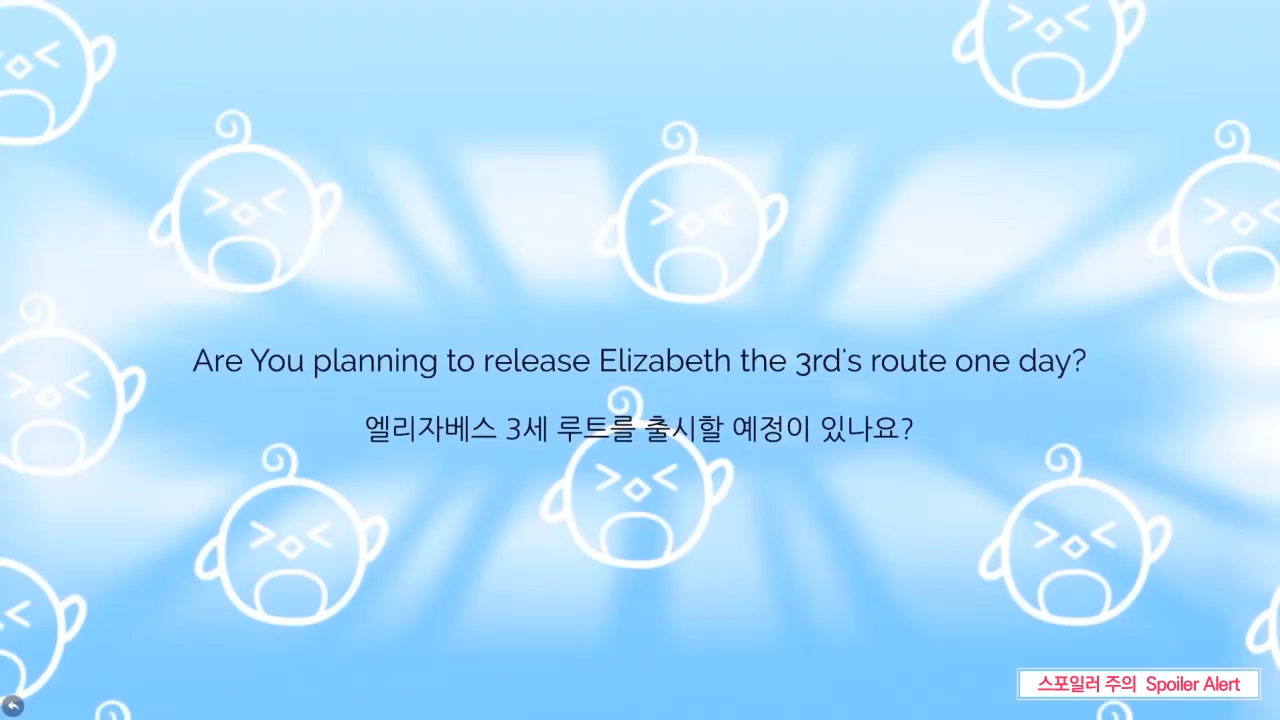 Are You planning to release Elizabeth the 3rd's route one day?
엘리자베스 3세 루트를 출시할 예정이 있나요?
스포일러 주의 Spoiler Alert